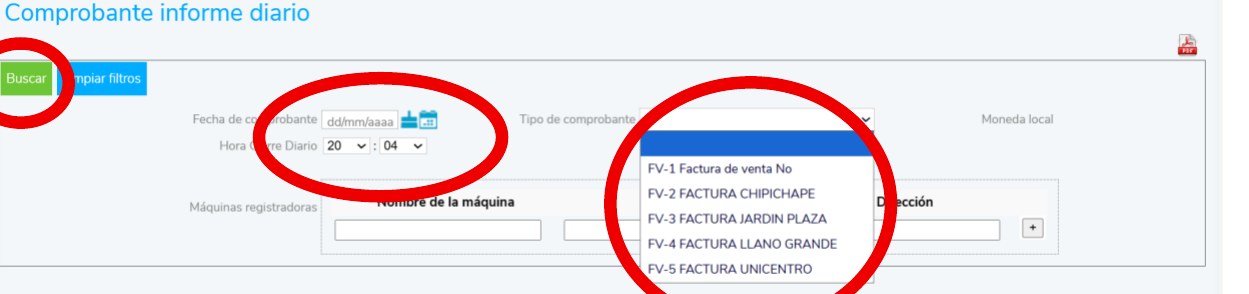 Comprobante informe diario
PDF
Buscar mpiar filtros
Fecha de co probante dd/mm/aaaa Tipo de comprobante Moneda local
Hora C rre Diario 20 : 04
FV-1 Factura de venta No
FV-2 FACTURA CHIPICHAPE
Máquinas registradoras Nombre de la máquina D ección
FV-3 FACTURA JARDIN PLAZA
+
FV-4 FACTURA LLANO GRANDE
FV-5 FACTURA UNICENTRO